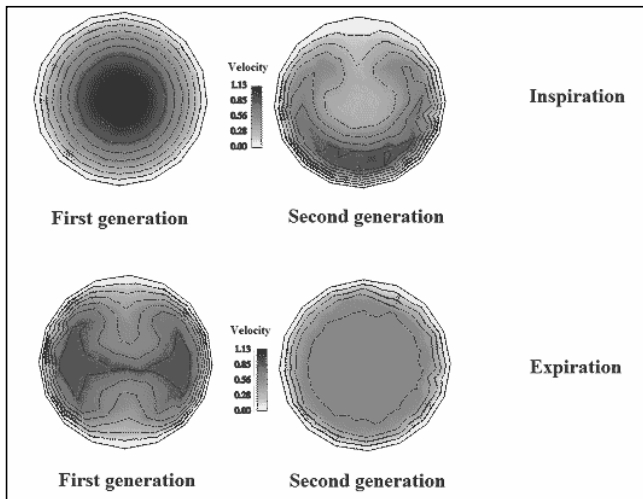 Velocity
1.13
0.85
0.56
0.28
0.00
Inspiration
First generation
Second generation
Velocity
1.13
0.85
0.56
0.28
0.00
Expiration
First generation
Second generation